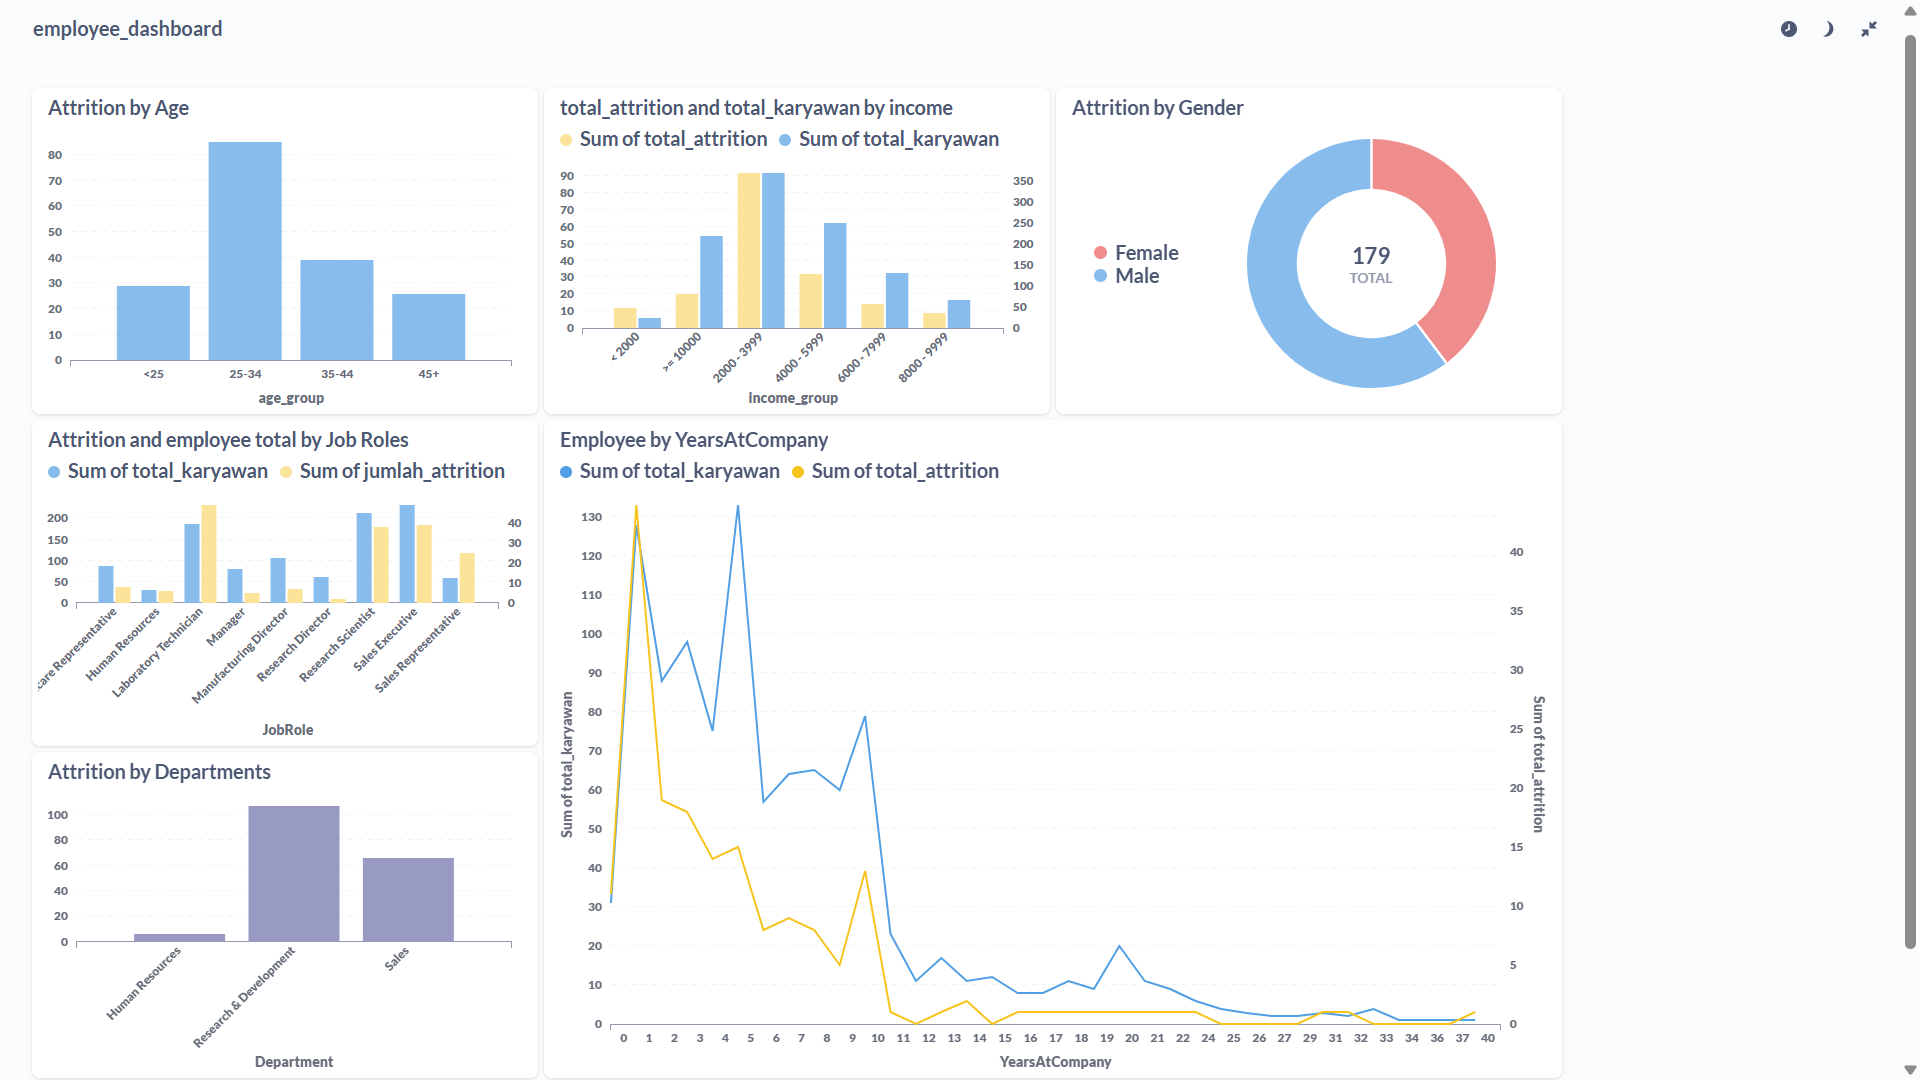 employee_dashboard
Attrition by Age
80
70
60
50
40
30
20
10
0
<25 25-34 35-44 45+
age_group
total_attrition and total_karyawan by income
Sum of total_attrition Sum of total_karyawan
90
80
70
60
50
40
30
20
10
0
350
300
250
200
150
100
50
0
< 2000 >= 10000 2000 - 3999 4000 - 5999 6000 - 7999 8000 - 9999
income_group
Attrition by Gender
Female
Male
179
TOTAL
Attrition and employee total by Job Roles
Sum of total_karyawan Sum of jumlah_attrition
200
150
100
50
0
40
30
20
10
0
Representative Human Resources Laboratory Technician Manager Manufacturing Director Research Director Research Scientist Sales Executive Sales Representative
JobRole
Employee by YearsAtCompany
Sum of total_karyawan Sum of total_attrition
Sum of total_karyawan
130
120
110
100
90
80
70
60
50
40
30
20
10
0
40
35
30
25
20
15
10
5
0
Sum of total_attrition
0 1 2 3 4 5 6 7 8 9 10 11 12 13 14 15 16 17 18 19 20 21 22 24 25 26 27 29 31 32 33 34 36 37 40
YearsAtCompany
Attrition by Departments
100
80
60
40
20
0
Human Resources Research & Development Sales
Department